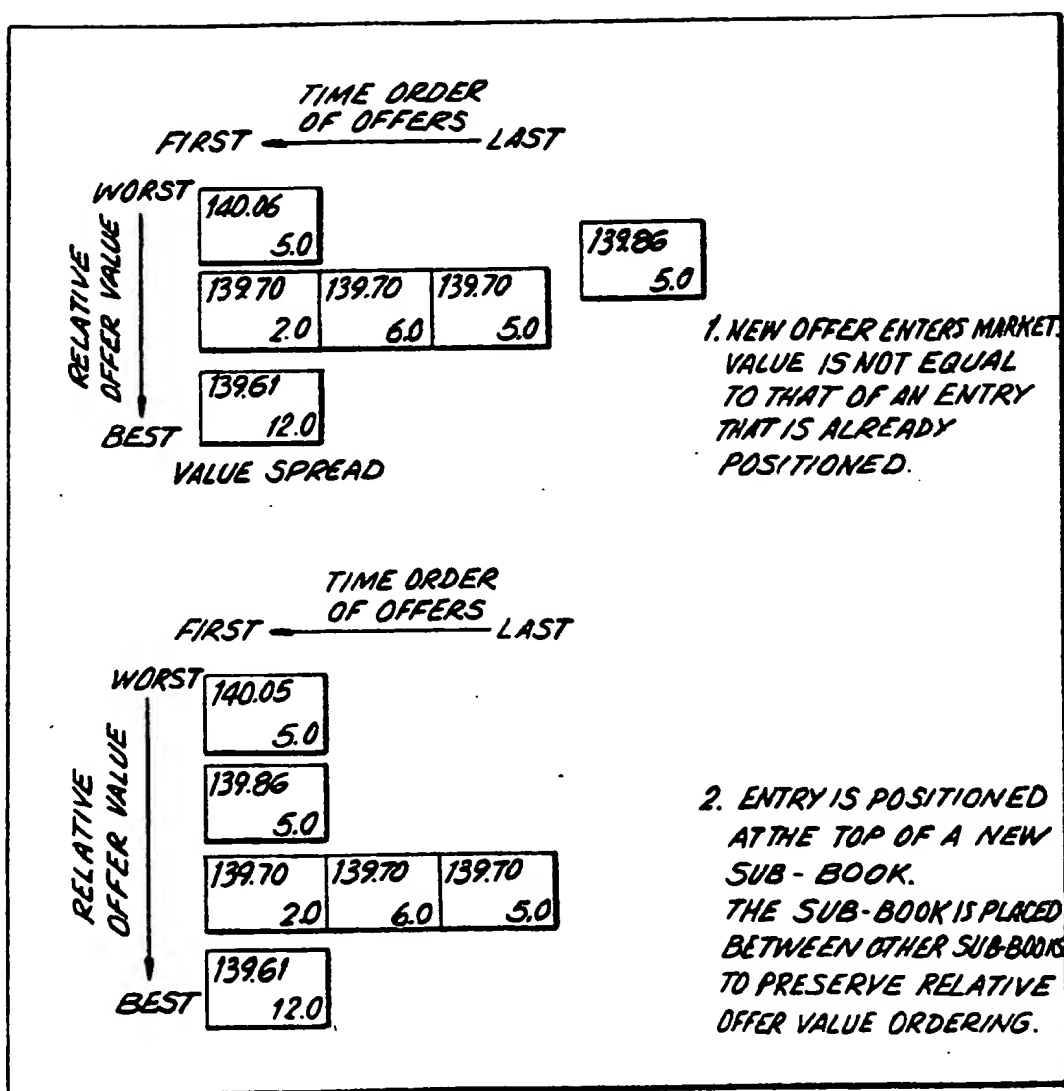 TIME ORDER
OF OFFERS
FIRST LAST
WORST
RELATIVE
OFFER VALUE
BEST
140.06
5.0
139.70 139.70 139.70
2.0 6.0 5.0
139.61
12.0
VALUE SPREAD
139.86
5.0
1. NEW OFFER ENTERS MARKET.
VALUE IS NOT EQUAL
TO THAT OF AN ENTRY
THAT IS ALREADY
POSITIONED.
TIME ORDER
OF OFFERS
FIRST LAST
WORST
RELATIVE
OFFER VALUE
BEST
140.05
5.0
139.86
5.0
139.70 139.70 139.70
2.0 6.0 5.0
139.61
12.0
2. ENTRY IS POSITIONED
AT THE TOP OF A NEW
SUB-BOOK.
THE SUB-BOOK IS PLACED
BETWEEN OTHER SUB-BOOKS
TO PRESERVE RELATIVE
OFFER VALUE ORDERING.